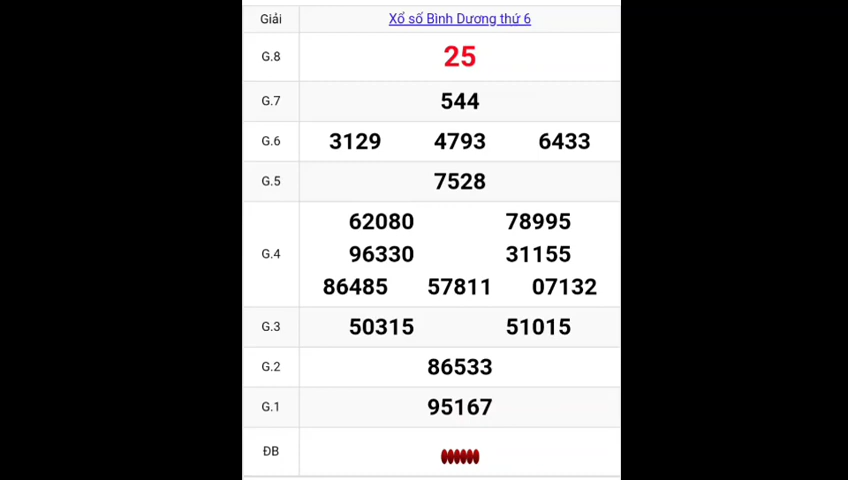 Giải Xổ số Bình Dương thứ 6
G.8 25
G.7 544
G.6 3129 4793 6433
G.5 7528
62080 78995
G.4 96330 31155
86485 57811 07132
G.3 50315 51015
G.2 86533
G.1 95167
ĐB